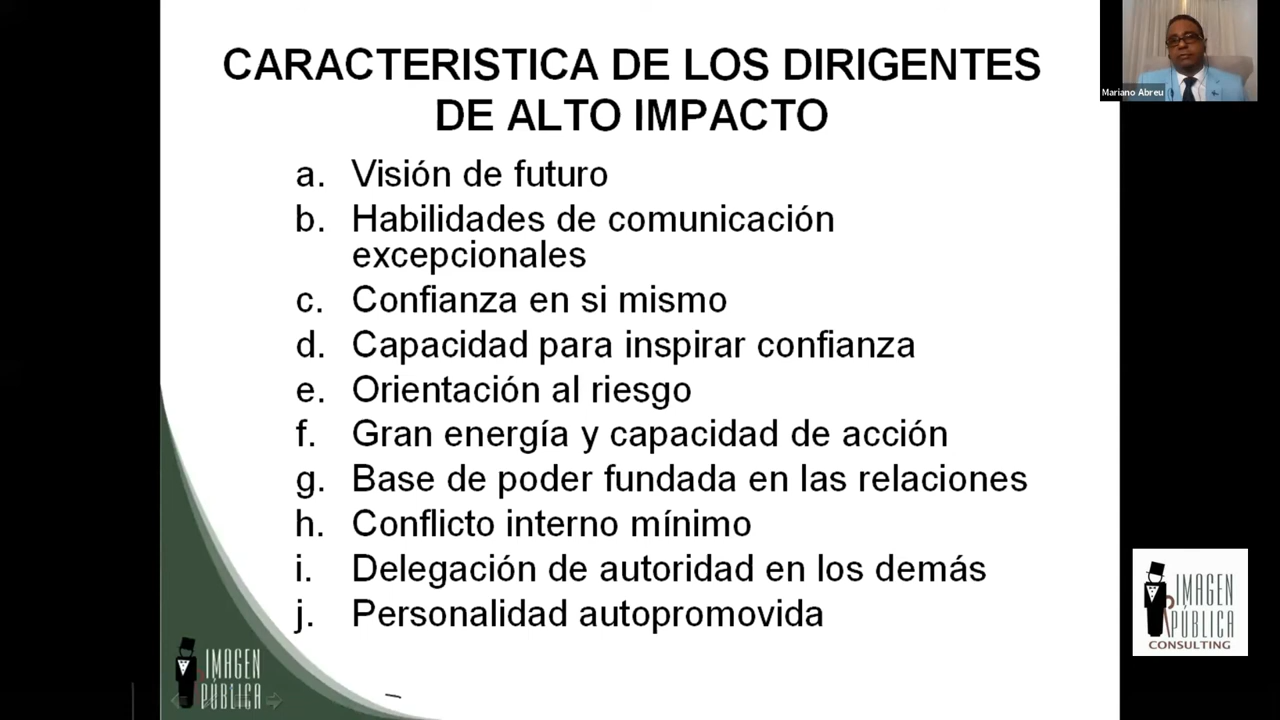 CARACTERISTICA DE LOS DIRIGENTES
DE ALTO IMPACTO
a. Visión de futuro
b. Habilidades de comunicación
excepcionales
c. Confianza en si mismo
d. Capacidad para inspirar confianza
e. Orientación al riesgo
f. Gran energía y capacidad de acción
g. Base de poder fundada en las relaciones
h. Conflicto interno mínimo
i. Delegación de autoridad en los demás
j. Personalidad autopromovida
IMAGEN
PÚBLICA
Mariano Abreu
IMAGEN
PÚBLICA
CONSULTING